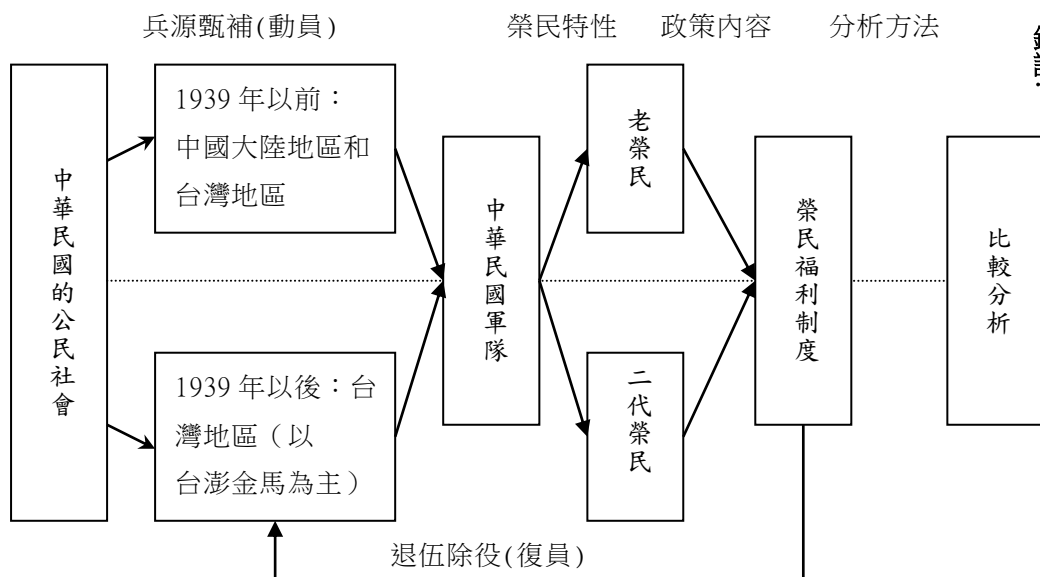 兵源甄補(動員)
榮民特性
政策內容
分析方法
中華民國的公民社會
1939 年以前：
中國大陸地區和
台灣地區
1939 年以後：台
灣地區（以
台澎金馬為主）
中華民國軍隊
老榮民
二代榮民
榮民福利制度
比較分析
退伍除役(復員)